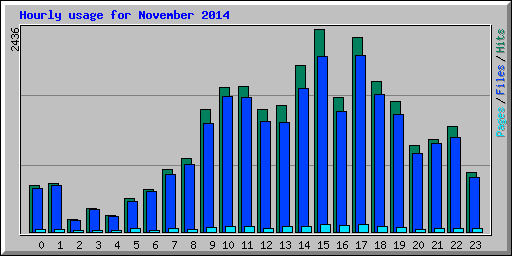 Hourly usage for November 2014
2436
Pages/Files/Hits
0 1 2 3 4 5 6 7 8 9 10 11 12 13 14 15 16 17 18 19 20 21 22 23